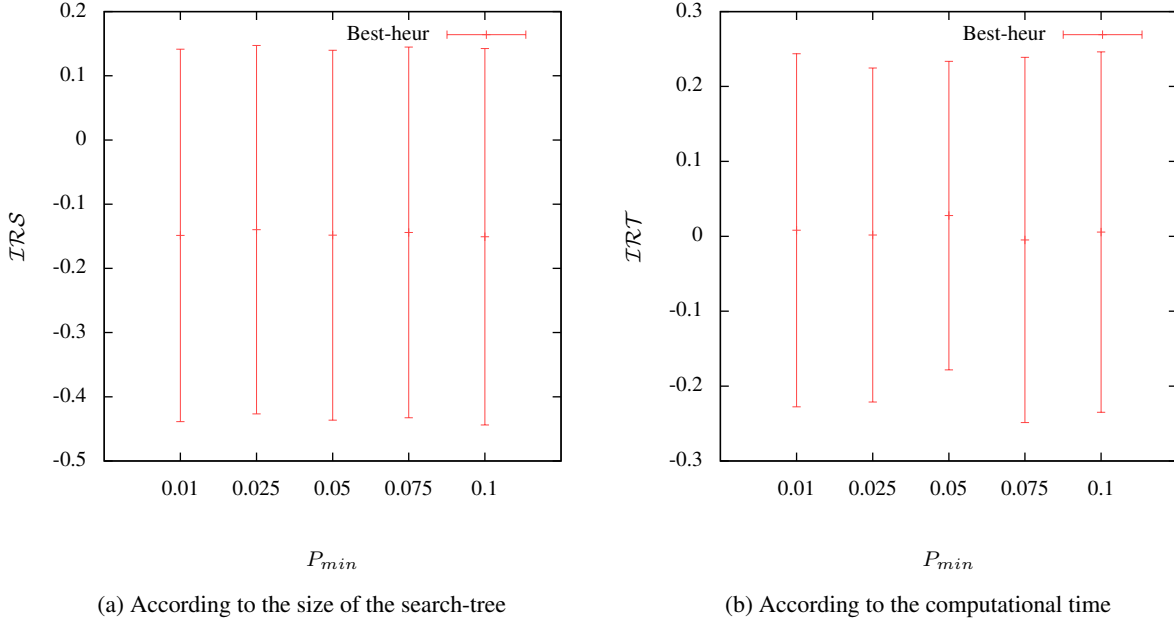 0.2
0.1
0
-0.1
-0.2
-0.3
-0.4
-0.5
IRS
Best-heur
0.01 0.025 0.05 0.075 0.1
P_min
(a) According to the size of the search-tree
0.3
0.2
0.1
0
-0.1
-0.2
-0.3
IRT
Best-heur
0.01 0.025 0.05 0.075 0.1
P_min
(b) According to the computational time